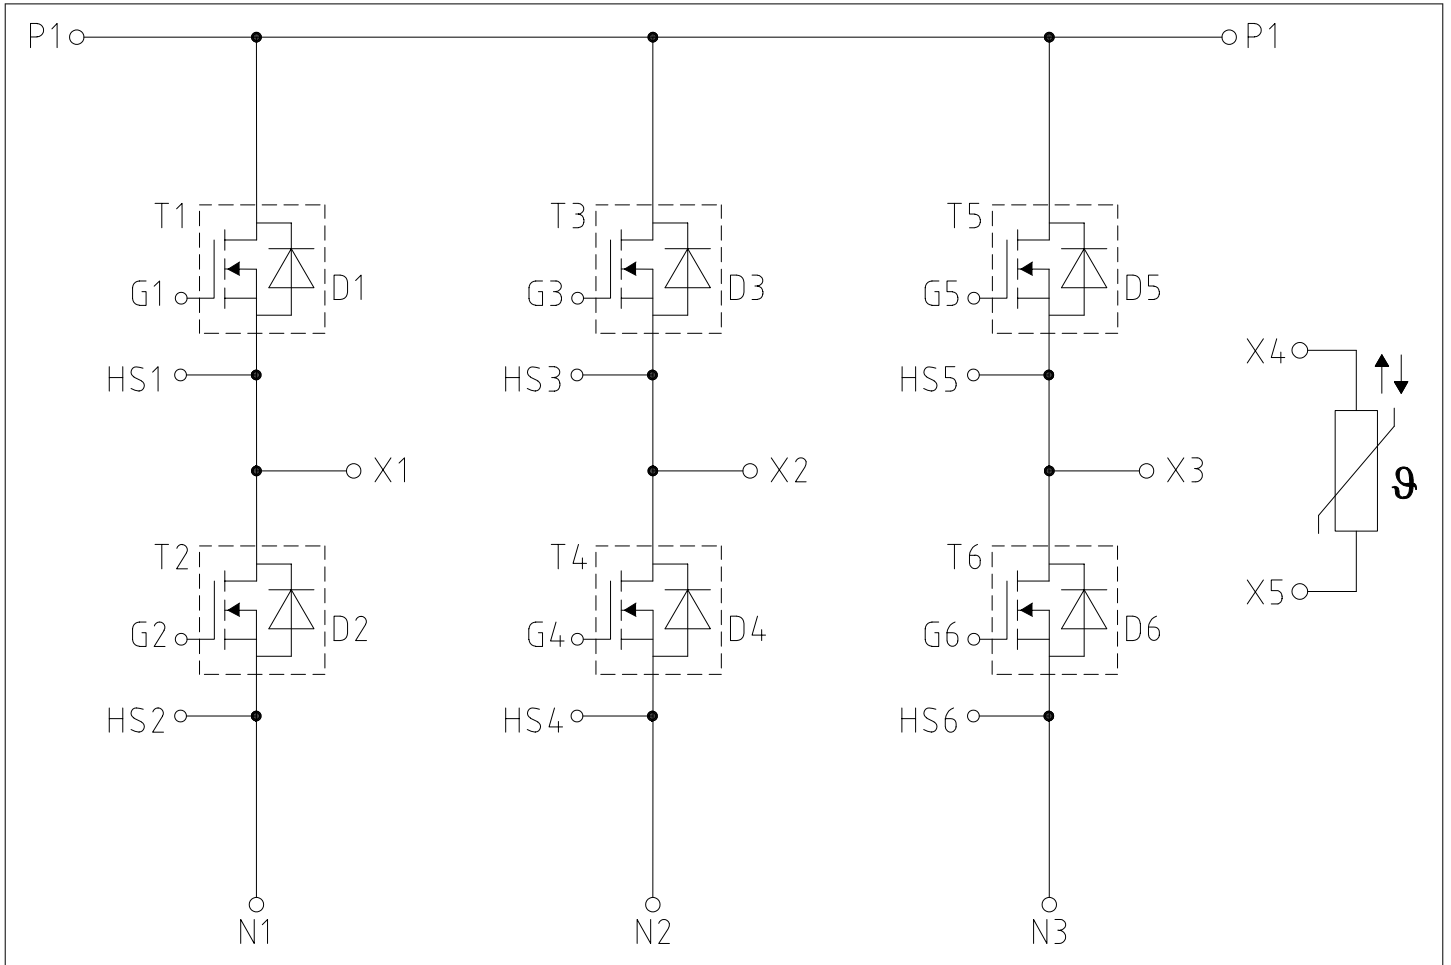 P1 P1
T1 T3 T5
G1 D1 G3 D3 G5 D5
HS1 HS3 HS5 X4
X1 X2 X3 ϑ
T2 T4 T6 X5
G2 D2 G4 D4 G6 D6
HS2 HS4 HS6
N1 N2 N3